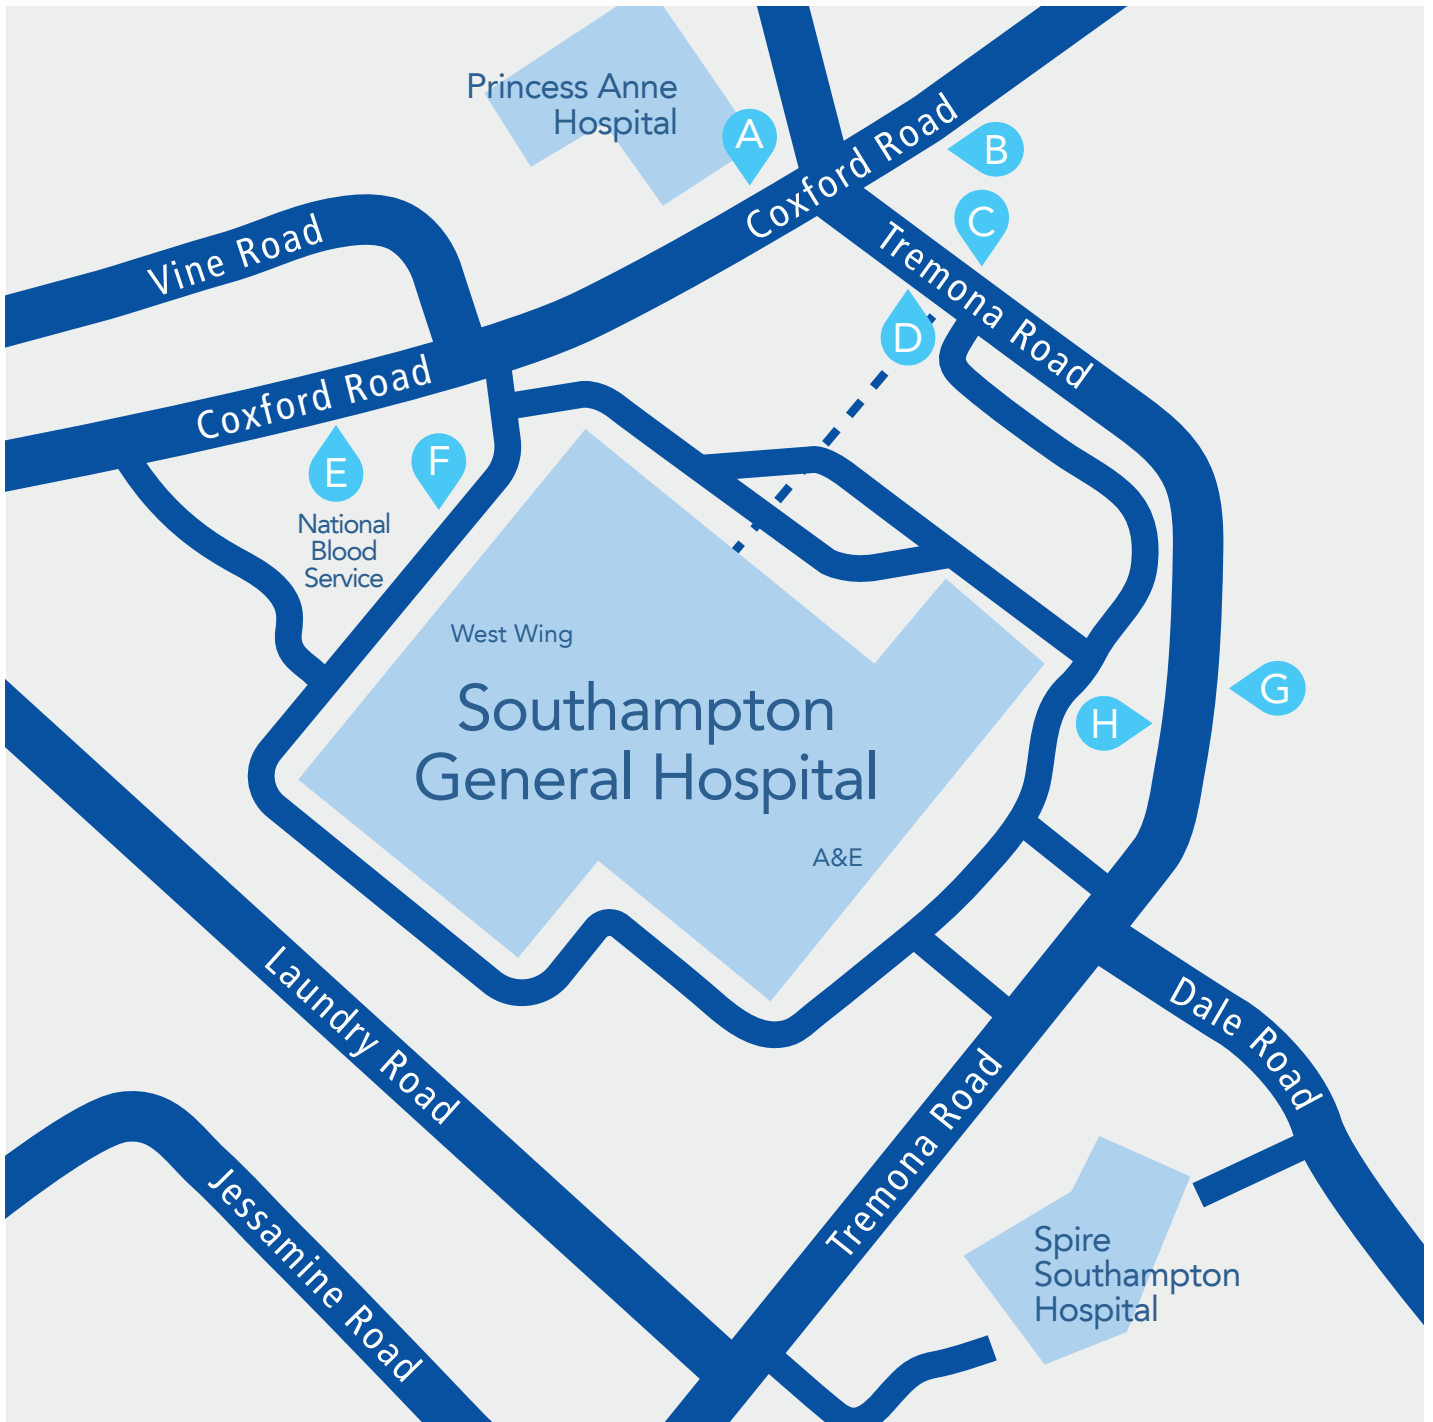 Princess Anne
Hospital
A
B
Coxford Road
C
Tremona Road
Vine Road
D
Coxford Road
E
F
National
Blood
Service
West Wing
Southampton
General Hospital
G
H
A&E
Laundry Road
Dale Road
Tremona Road
Jessamine Road
Spire
Southampton
Hospital